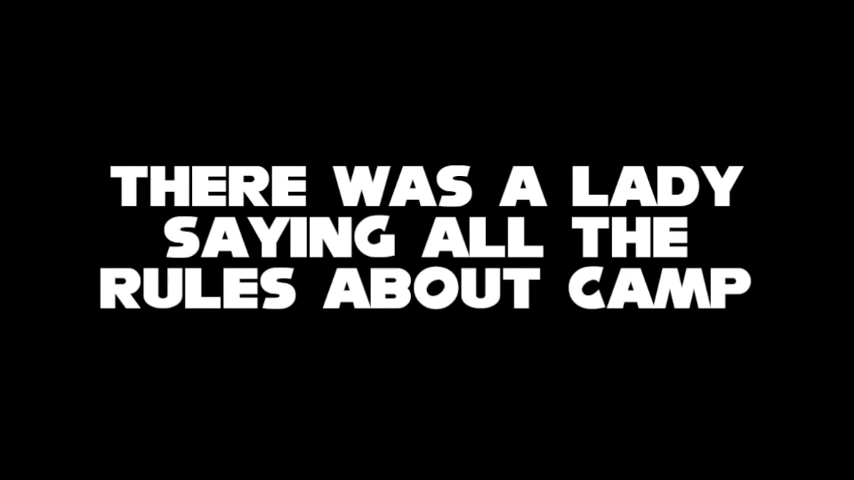 THERE WAS A LADY
SAYING ALL THE
RULES ABOUT CAMP